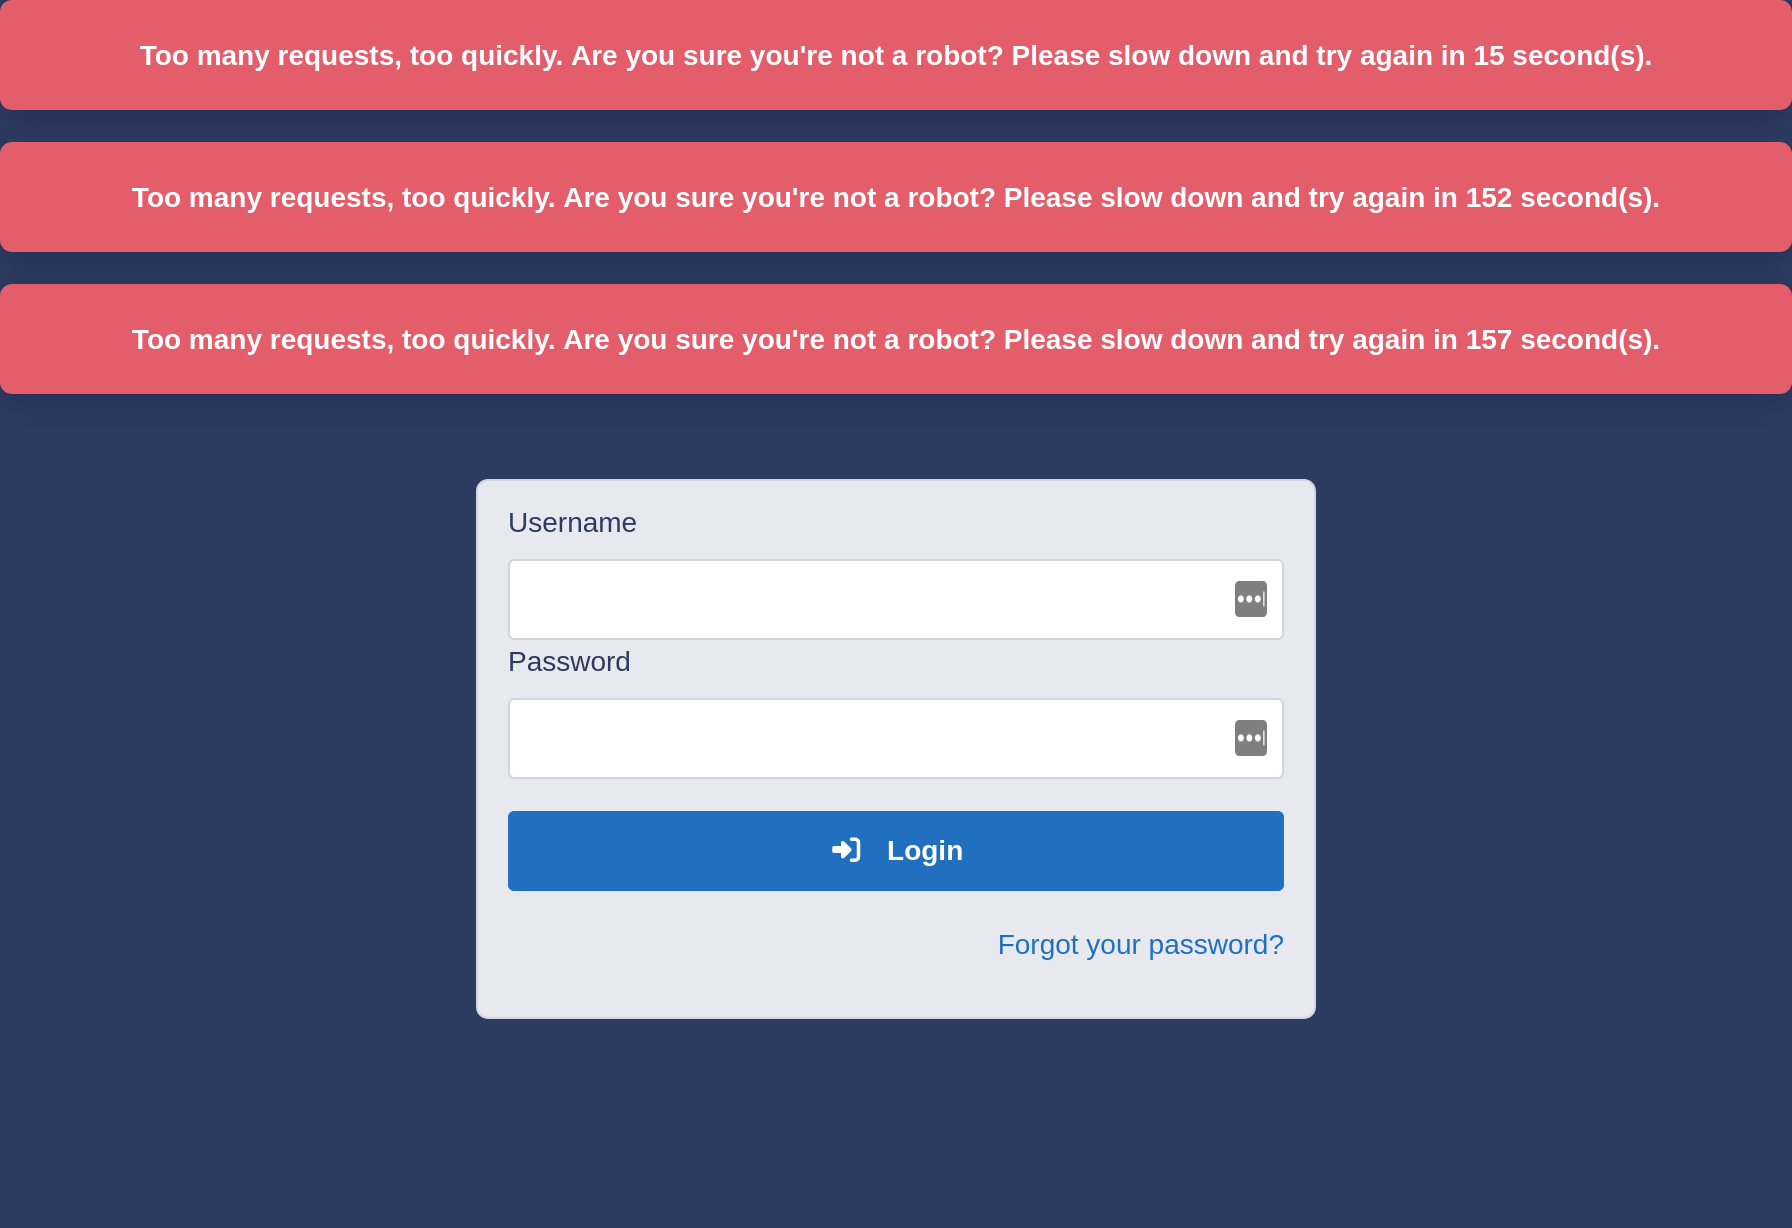 Too many requests, too quickly. Are you sure you're not a robot? Please slow down and try again in 15 second(s).
Too many requests, too quickly. Are you sure you're not a robot? Please slow down and try again in 152 second(s).
Too many requests, too quickly. Are you sure you're not a robot? Please slow down and try again in 157 second(s).
Username
Password
Login
Forgot your password?